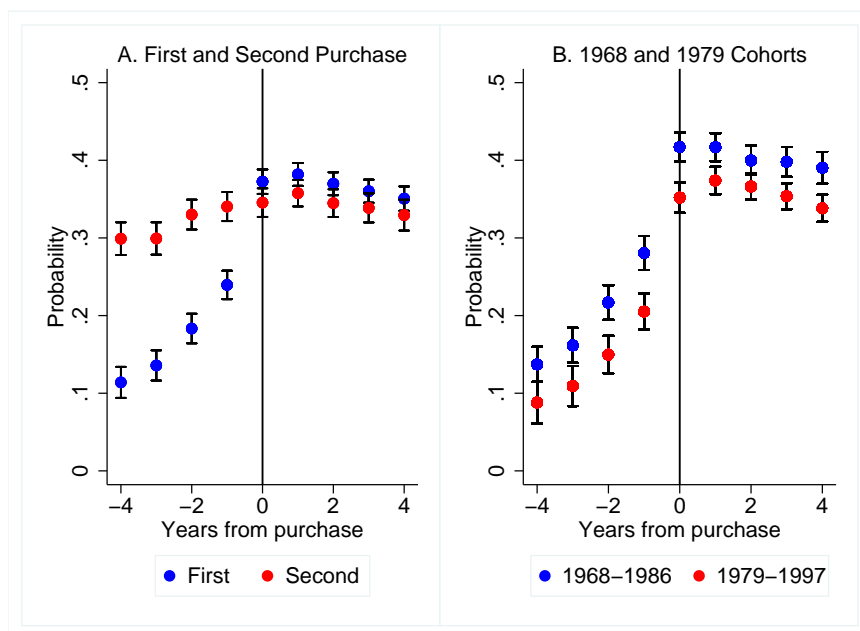 A. First and Second Purchase
.5
.4
.3
.2
.1
0
Probability
−4 −2 0 2 4
Years from purchase
First Second
B. 1968 and 1979 Cohorts
.5
.4
.3
.2
.1
0
Probability
−4 −2 0 2 4
Years from purchase
1968−1986 1979−1997